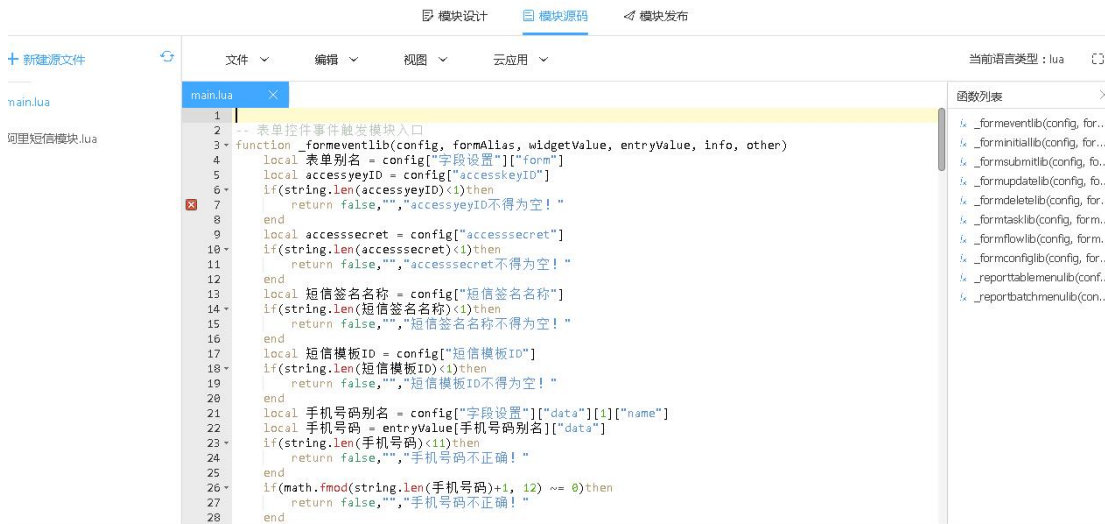 模块设计 模块源码 模块发布
新建源文件 文件 编辑 视图 云应用 当前语言类型：lua
main.lua
阿里短信模块.lua
main.lua
1
2 -- 表单控件事件触发模块入口
3 function _formeventlib(config, formAlias, widgetValue, entryValue, info, other)
4 local 表单别名 = config["字段设置"]["form"]
5 local accessyeyID = config["accesskeyID"]
6 if(string.len(accessyeyID)<1)then
7 return false,"","accessyeyID不得为空！"
8 end
9 local accesssecret = config["accesssecret"]
10 if(string.len(accesssecret)<1)then
11 return false,"","accesssecret不得为空！"
12 end
13 local 短信签名名称 = config["短信签名名称"]
14 if(string.len(短信签名名称)<1)then
15 return false,"","短信签名名称不得为空！"
16 end
17 local 短信模板ID = config["短信模板ID"]
18 if(string.len(短信模板ID)<1)then
19 return false,"","短信模板ID不得为空！"
20 end
21 local 手机号码别名 = config["字段设置"]["data"][1]["name"]
22 local 手机号码 = entryValue[手机号码别名]["data"]
23 if(string.len(手机号码)<11)then
24 return false,"","手机号码不正确！"
25 end
26 if(math.fmod(string.len(手机号码)+1, 12) ~= 0)then
27 return false,"","手机号码不正确！"
28 end
函数列表
_formeventlib(config, for...
_forminitiallib(config, for...
_formsubmitlib(config, fo...
_formupdatelib(config, fo...
_formdeletelib(config, for...
_formtasklib(config, form...
_formflowlib(config, form...
_formconfiglib(config, for...
_reporttablemenulib(conf...
_reportbatchmenulib(con...